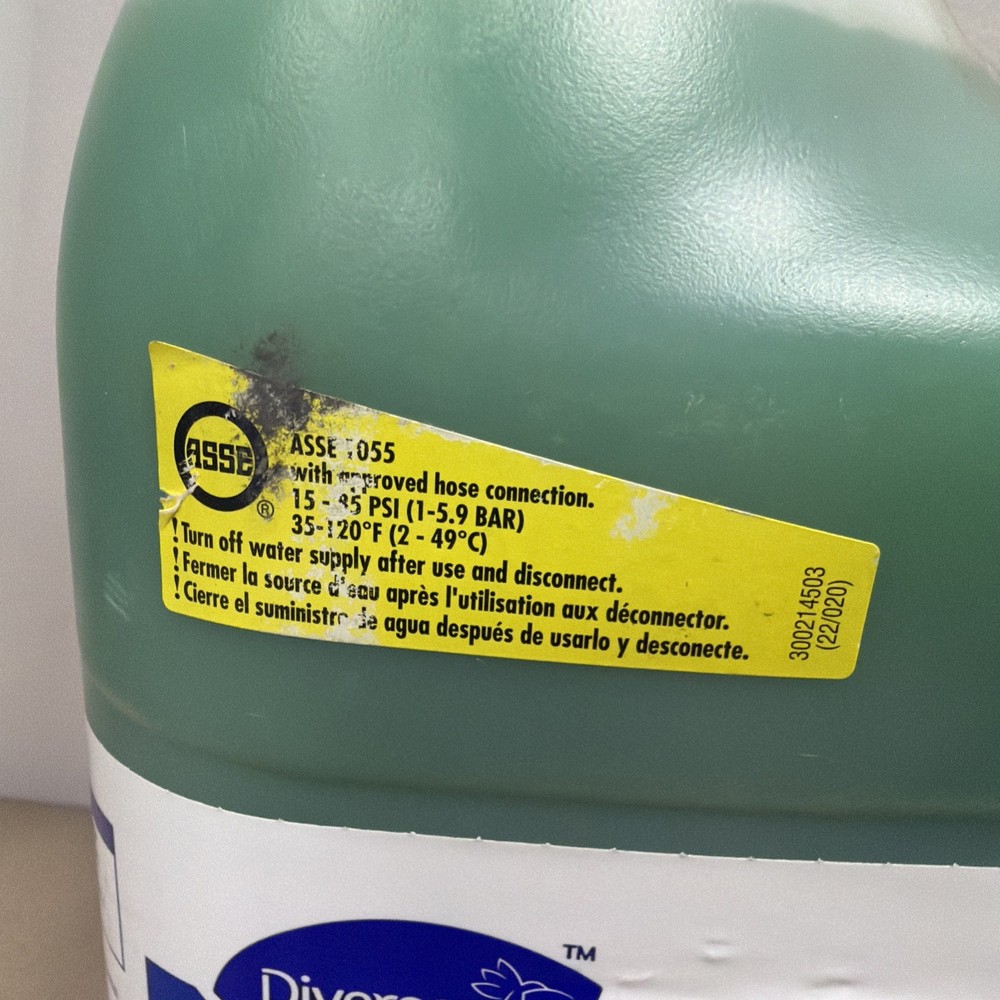 ASSE
®
ASSE 1055
with approved hose connection.
15 - 85 PSI (1-5.9 BAR)
35-120°F (2 - 49°C)
! Turn off water supply after use and disconnect.
! Fermer la source d'eau après l'utilisation aux déconnector.
! Cierre el suministro de agua después de usarlo y desconecte.
300214503
(22/020)
TM